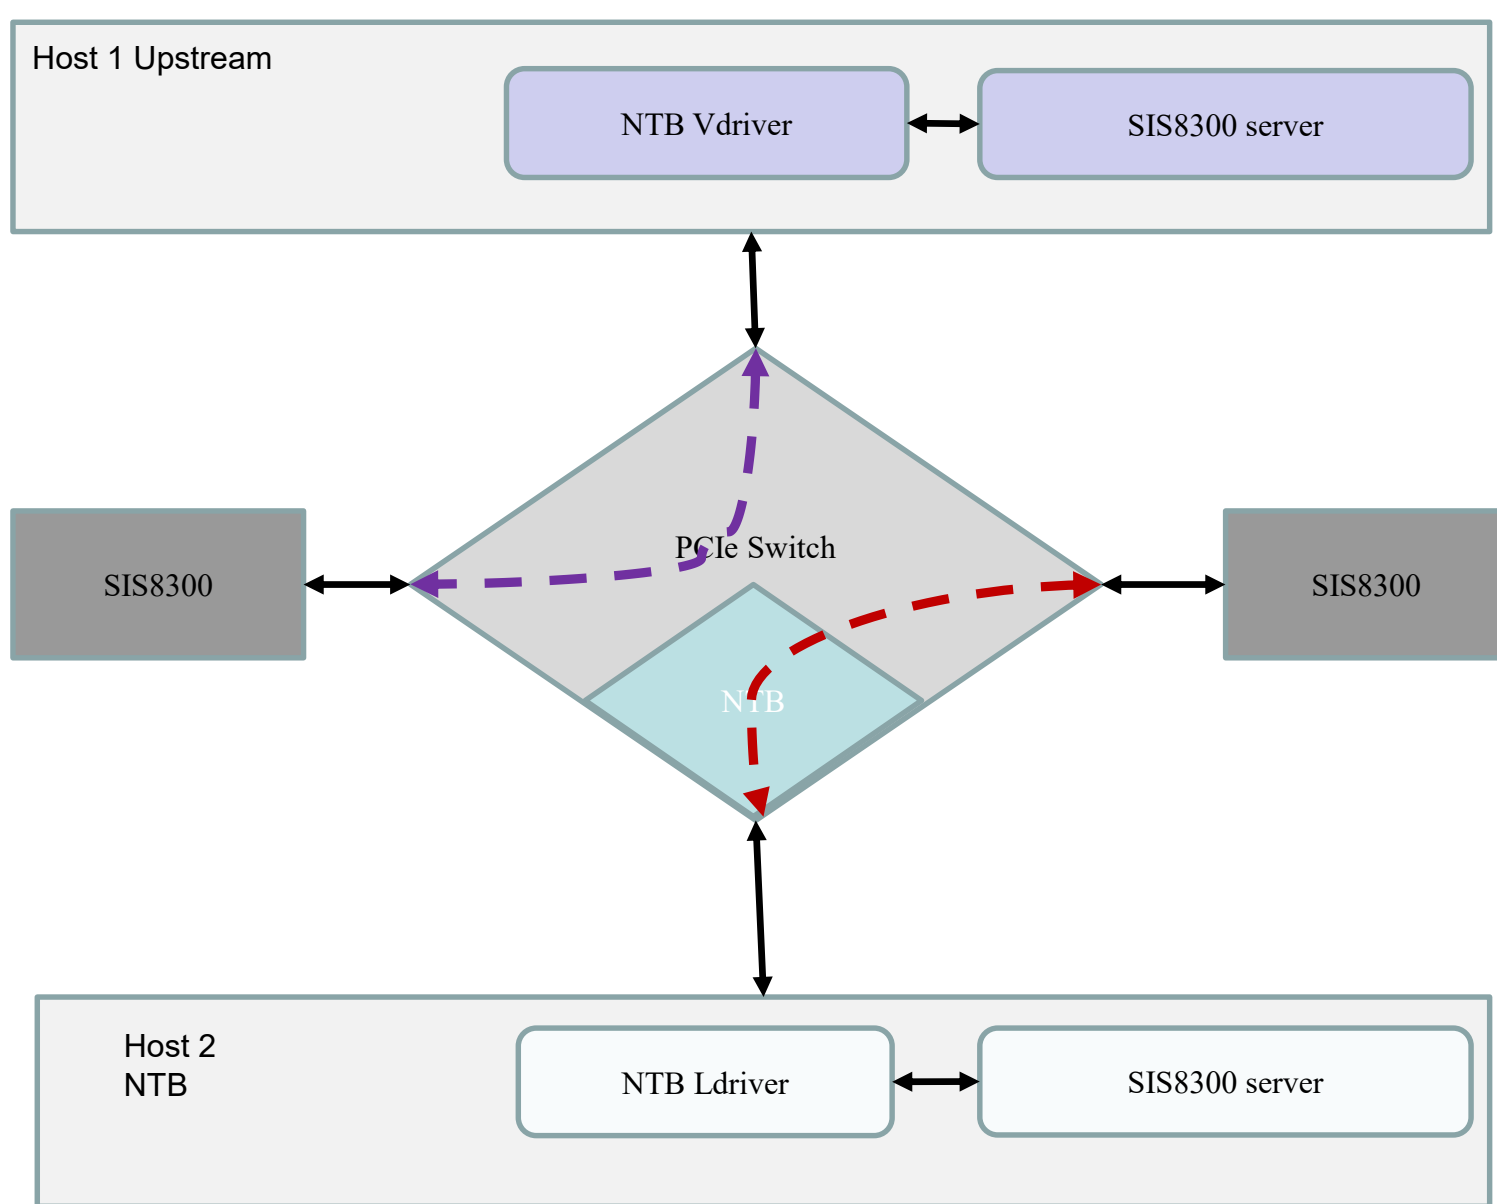 Host 1 Upstream
NTB Vdriver
SIS8300 server
PCIe Switch
SIS8300
SIS8300
NTB
Host 2
NTB
NTB Ldriver
SIS8300 server